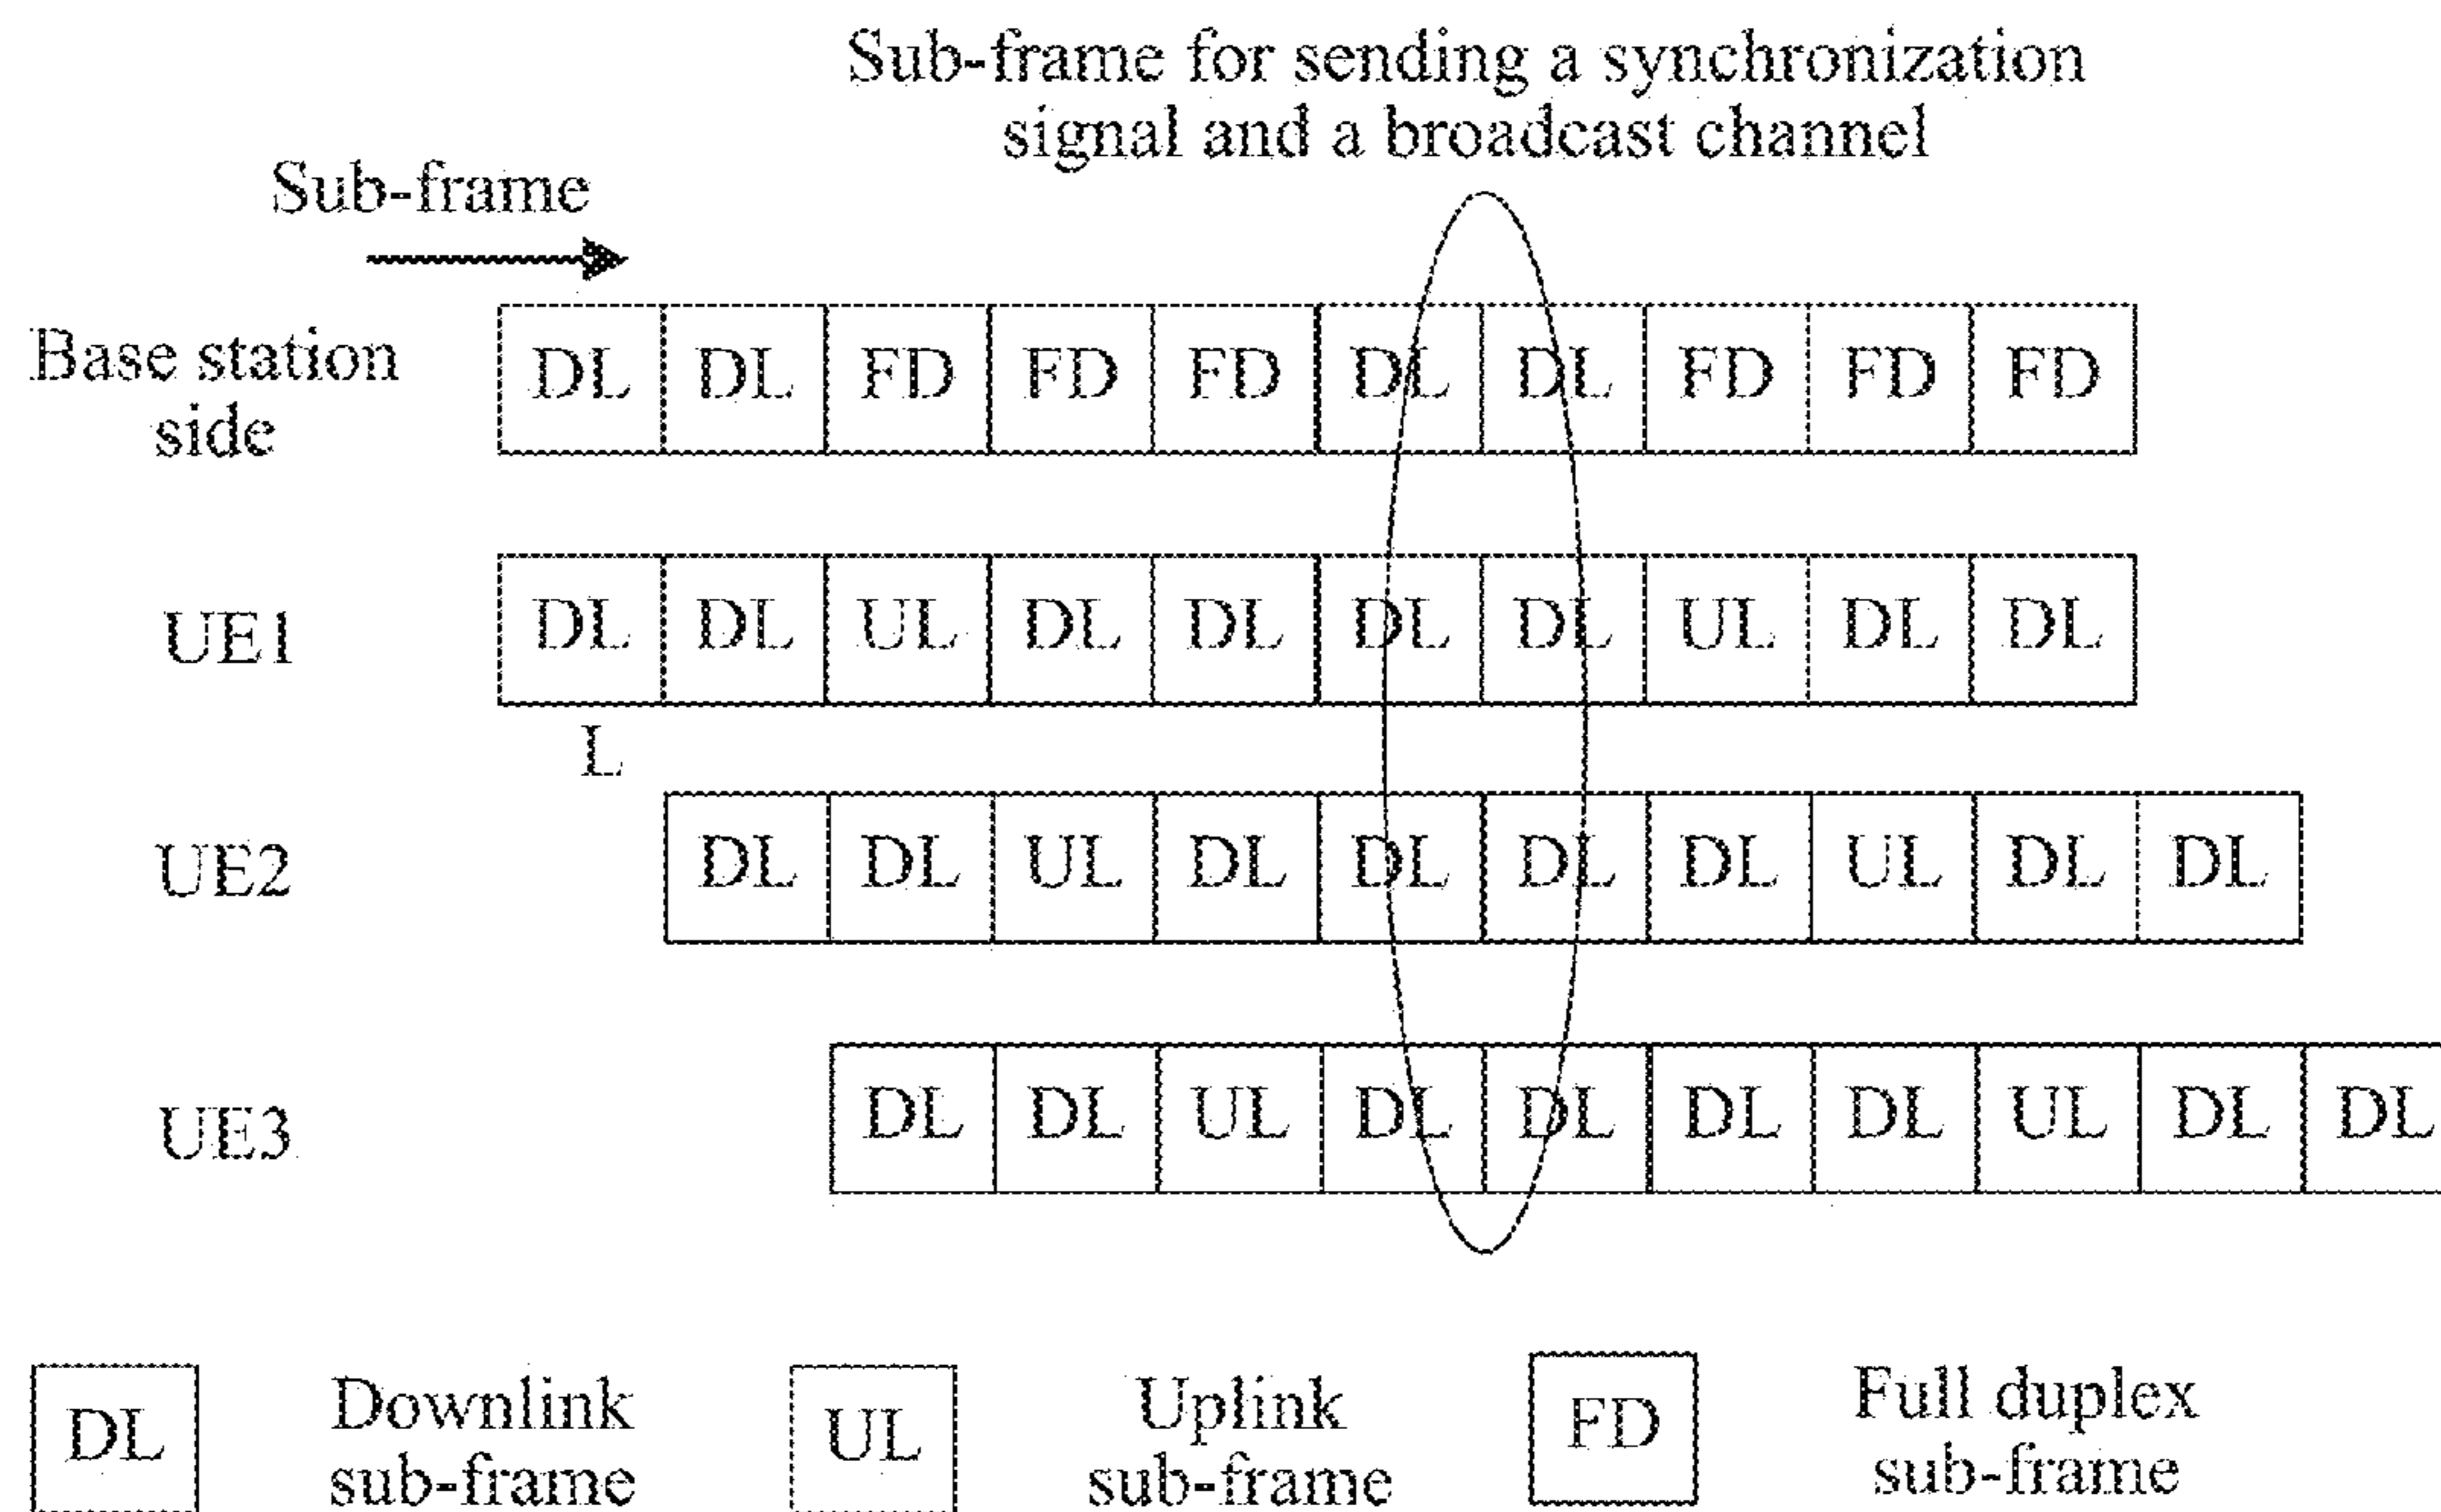 Sub-frame for sending a synchronization
signal and a broadcast channel
Sub-frame
Base station
side
DL DL FD FD FD DL DL FD FD FD
UE1
DL DL UL DL DL DL DL UL DL DL
L
UE2
DL DL UL DL DL DL DL UL DL DL
UE3
DL DL UL DL DL DL DL UL DL DL
DL
Downlink
sub-frame
UL
Uplink
sub-frame
FD
Full duplex
sub-frame